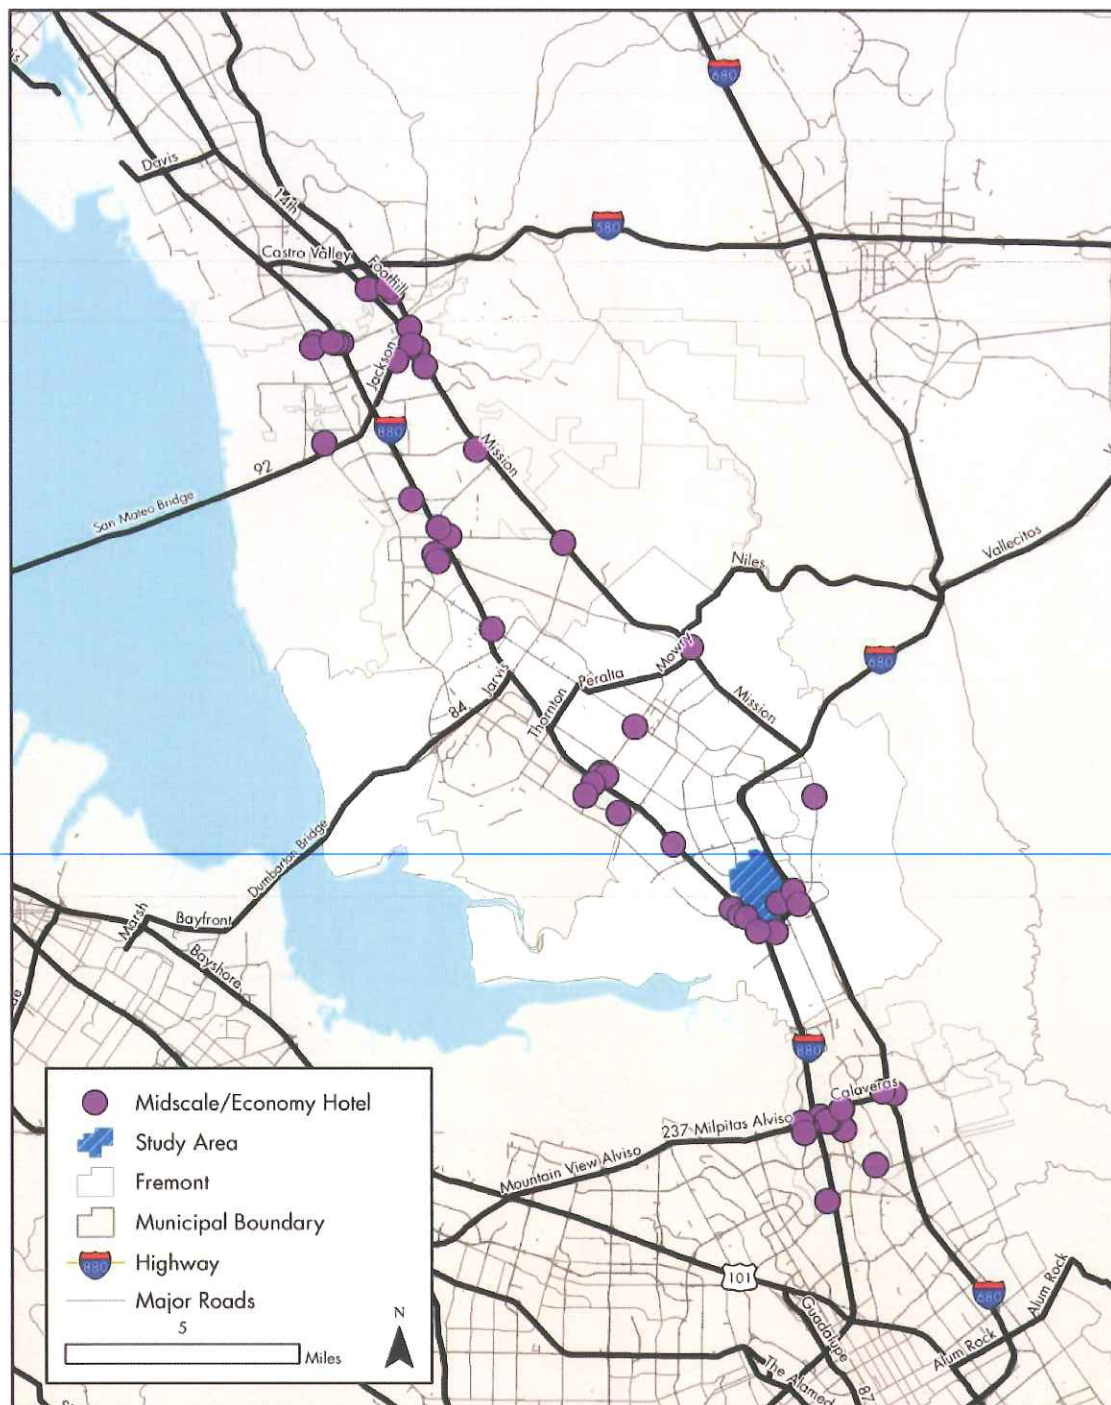 680
Davis
14th
580
Castro Valley
Foothill
Jackson
880
92
Mission
San Mateo Bridge
Vallecitos
Niles
680
Mowry
Peralta
Jarvis
84
Thornton
Mission
Dumbarton Bridge
Marsh
Bayfront
Bayshore
880
Calaveras
237 Milpitas Alviso
Mountain View Alviso
101
680
Alum Rock
Alum Rock
Guadalupe
The Alamed
87
Midscale/Economy Hotel
Study Area
Fremont
Municipal Boundary
880
Highway
Major Roads
5
Miles
N